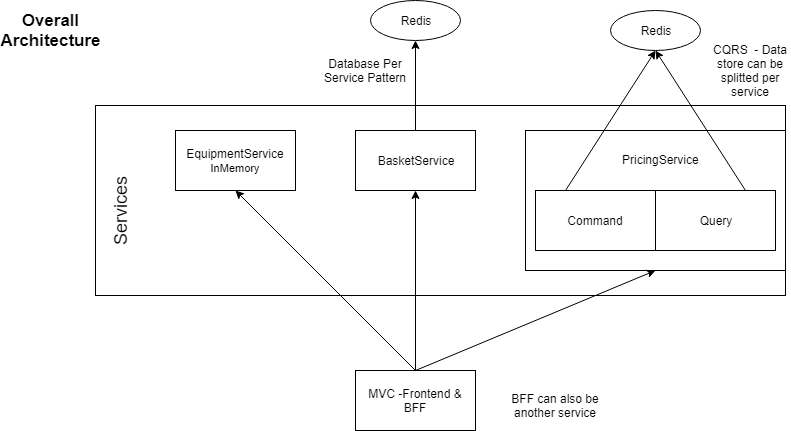 Overall
Architecture
Redis
Redis
Database Per
Service Pattern
CQRS  - Data
store can be
splitted per
service
EquipmentService
InMemory
BasketService
PricingService
Command
Query
Services
MVC -Frontend &
BFF
BFF can also be
another service